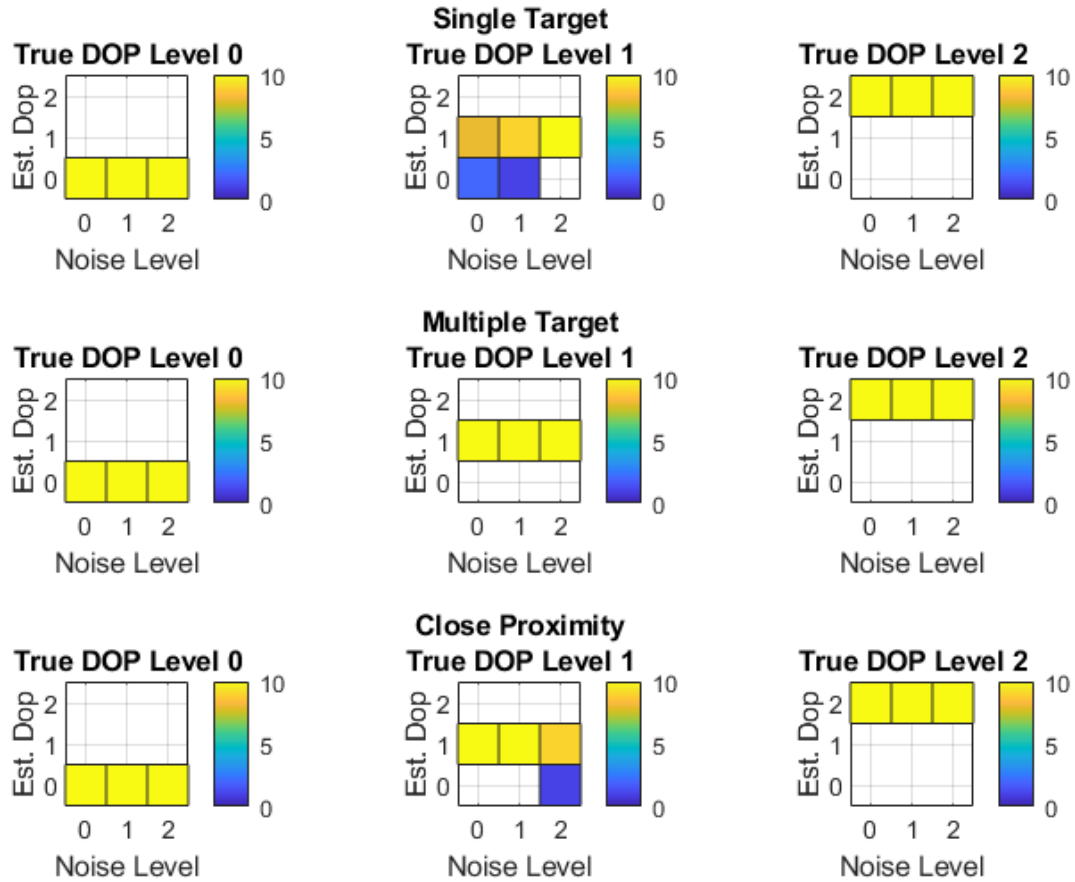 Single Target
True DOP Level 0
True DOP Level 1
True DOP Level 2
Est. Dop
2
1
0
0 1 2
Noise Level
10
5
0
Est. Dop
2
1
0
0 1 2
Noise Level
10
5
0
Est. Dop
2
1
0
0 1 2
Noise Level
10
5
0
Multiple Target
True DOP Level 0
True DOP Level 1
True DOP Level 2
Est. Dop
2
1
0
0 1 2
Noise Level
10
5
0
Est. Dop
2
1
0
0 1 2
Noise Level
10
5
0
Est. Dop
2
1
0
0 1 2
Noise Level
10
5
0
Close Proximity
True DOP Level 0
True DOP Level 1
True DOP Level 2
Est. Dop
2
1
0
0 1 2
Noise Level
10
5
0
Est. Dop
2
1
0
0 1 2
Noise Level
10
5
0
Est. Dop
2
1
0
0 1 2
Noise Level
10
5
0